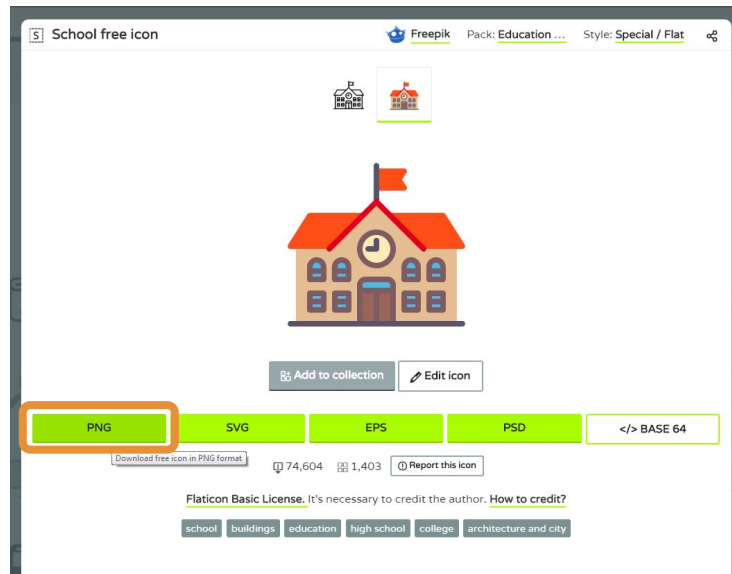 S School free icon
Freepik Pack: Education ... Style: Special / Flat
Add to collection Edit icon
PNG SVG EPS PSD </> BASE 64
Download free icon in PNG format
74,604 1,403 Report this icon
Flaticon Basic License. It's necessary to credit the author. How to credit?
school buildings education high school college architecture and city